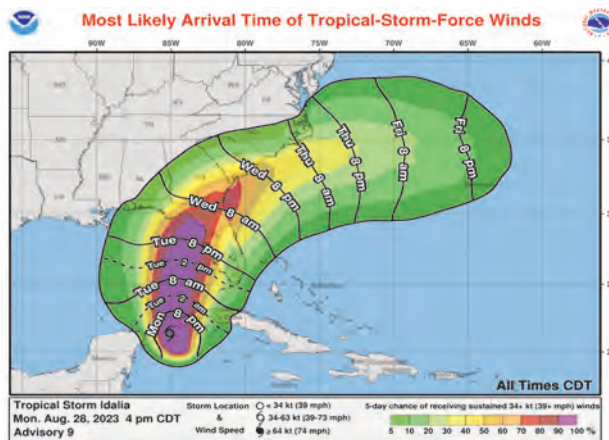 Most Likely Arrival Time of Tropical-Storm-Force Winds
90W 85W 80W 75W 70W 65W 60W
Fri 8 pm
Fri 8 am
Thu 8 pm
Thu 8 am
Wed 8 pm
Wed 8 am
Tue 8 pm
Tue 2 pm
Tue 8 am
Tue 2 am
Mon 8 pm
All Times CDT
Tropical Storm Idalia
Mon. Aug. 28, 2023 4 pm CDT
Advisory 9
Storm Location
&
Wind Speed
< 34 kt (39 mph)
34-63 kt (39-73 mph)
≥ 64 kt (74 mph)
5-day chance of receiving sustained 34+ kt (39+ mph) winds
5 10 20 30 40 50 60 70 80 90 100 %